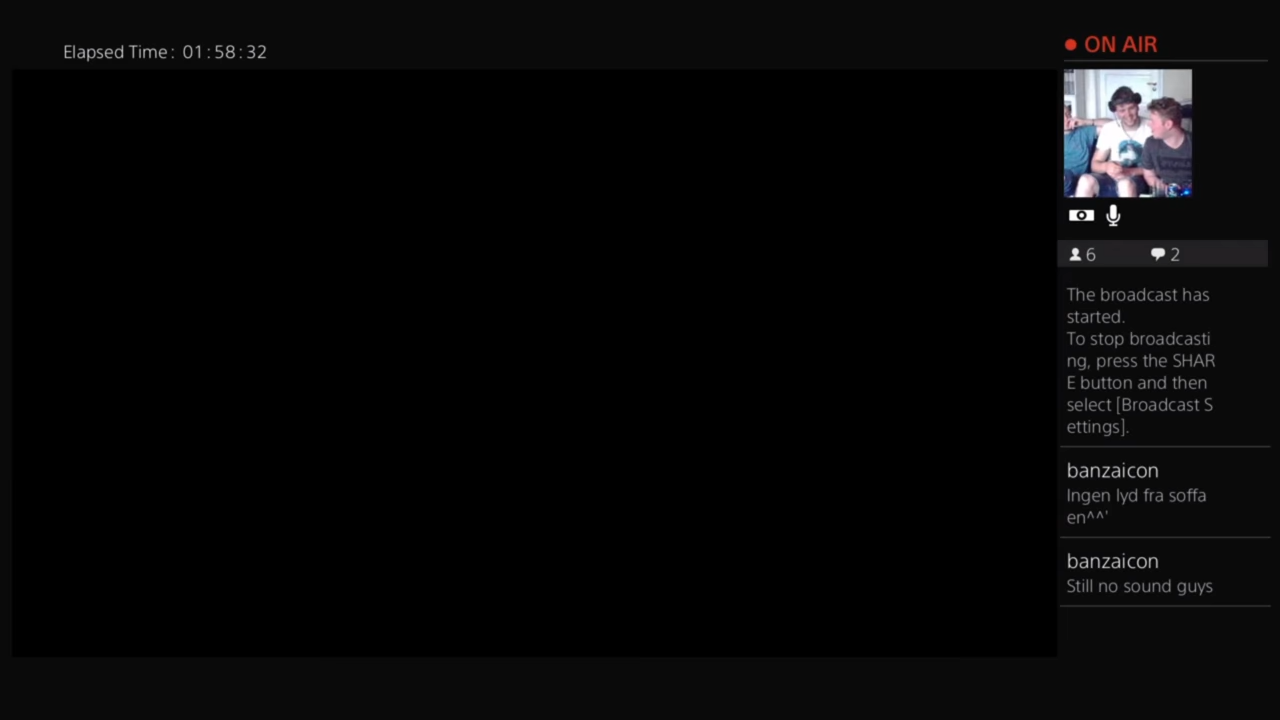 Elapsed Time: 01:58:32
ON AIR
6 2
The broadcast has
started.
To stop broadcasti
ng, press the SHAR
E button and then
select [Broadcast S
ettings].
banzaicon
Ingen lyd fra soffa
en^^'
banzaicon
Still no sound guys